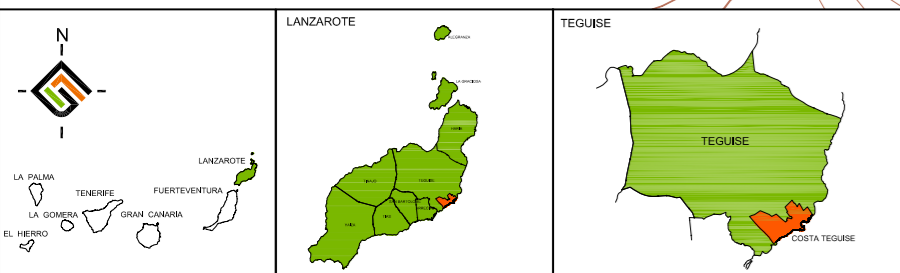 N
LANZAROTE
LA PALMA
TENERIFE
FUERTEVENTURA
LA GOMERA
GRAN CANARIA
EL HIERRO
LANZAROTE
ALEGRANZA
LA GRACIOSA
HARÍA
TINAJO
TEGUISE
YAIZA
TÍAS
TEGUISE
TEGUISE
COSTA TEGUISE